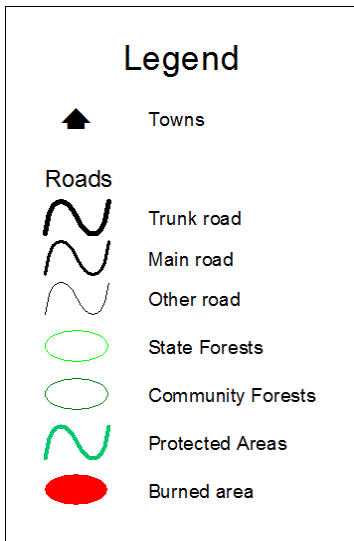 Legend
Towns
Roads
Trunk road
Main road
Other road
State Forests
Community Forests
Protected Areas
Burned area